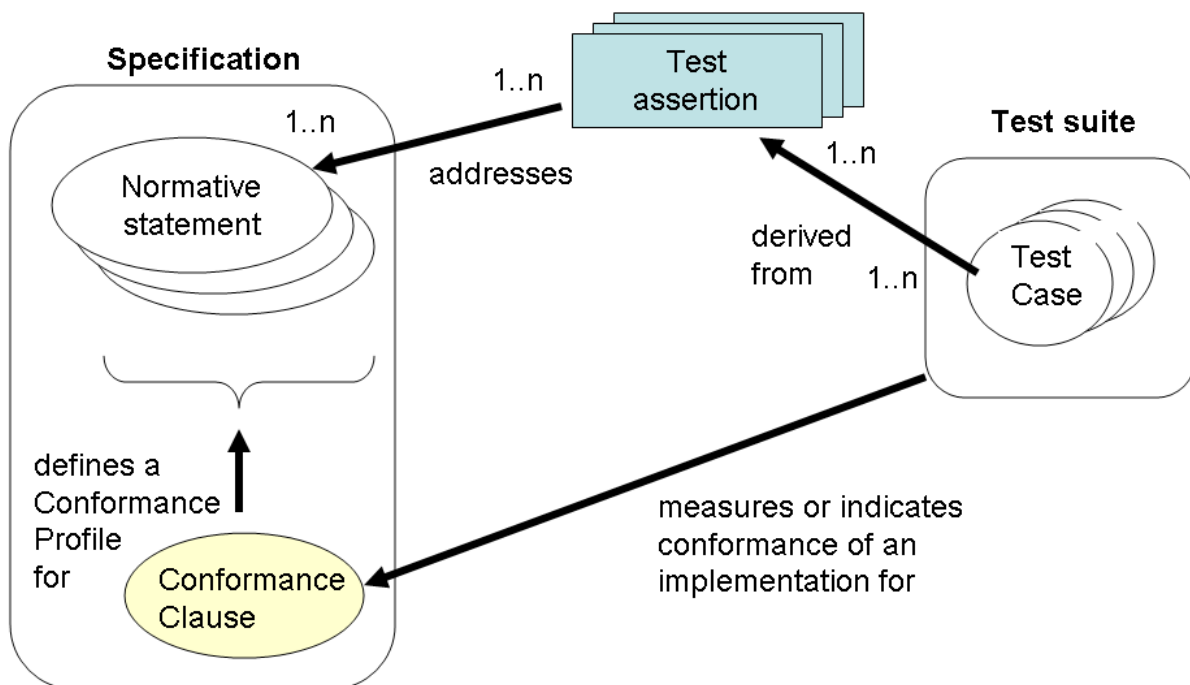 Specification
1..n
Normative
statement
defines a
Conformance
Profile
for
Conformance
Clause
1..n
addresses
Test
assertion
1..n
derived
from
1..n
Test suite
Test
Case
measures or indicates
conformance of an
implementation for